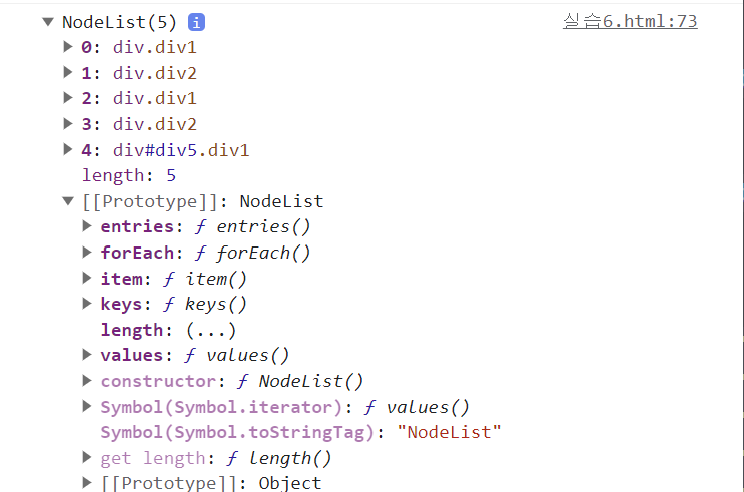 ▼ NodeList(5) i 실습6.html:73
▶ 0: div.div1
▶ 1: div.div2
▶ 2: div.div1
▶ 3: div.div2
▶ 4: div#div5.div1
length: 5
▼ [[Prototype]]: NodeList
▶ entries: ƒ entries()
▶ forEach: ƒ forEach()
▶ item: ƒ item()
▶ keys: ƒ keys()
length: (...)
▶ values: ƒ values()
▶ constructor: ƒ NodeList()
▶ Symbol(Symbol.iterator): ƒ values()
Symbol(Symbol.toStringTag): "NodeList"
▶ get length: ƒ length()
▶ [[Prototype]]: Object